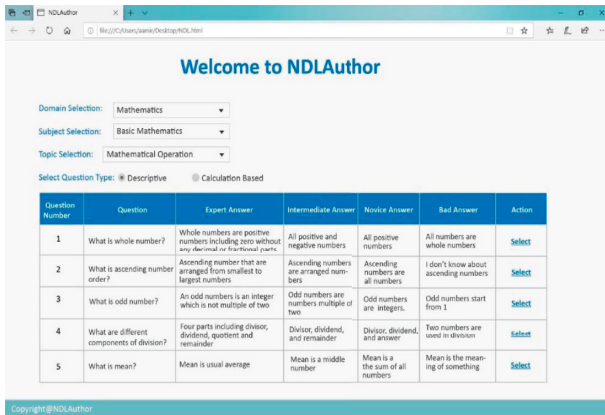 NDLAuthor
file:///C:/Users/aamir/Desktop/NDL.html
Welcome to NDLAuthor
Domain Selection: Mathematics
Subject Selection: Basic Mathematics
Topic Selection: Mathematical Operation
Select Question Type: Descriptive Calculation Based
Question Number Question Expert Answer Intermediate Answer Novice Answer Bad Answer Action
1
What is whole number?
Whole numbers are positive
numbers including zero without
any decimal or fractional parts
All positive and
negative numbers
All positive
numbers
All numbers are
whole numbers
Select
2
What is ascending number
order?
Ascending number that are
arranged from smallest to
largest numbers
Ascending numbers
are arranged num-
bers
Ascending
numbers are
all numbers
I don't know about
ascending numbers
Select
3
What is odd number?
An odd numbers is an integer
which is not multiple of two
Odd numbers are
numbers multiple of
two
Odd numbers
are integers.
Odd numbers start
from 1
Select
4
What are different
components of division?
Four parts including divisor,
dividend, quotient and
remainder
Divisor, dividend,
and remainder
Divisor, dividend,
and answer
Two numbers are
used in division
Select
5
What is mean?
Mean is usual average
Mean is a middle
number
Mean is a
the sum of all
numbers
Mean is the mean-
ing of something
Select
Copyright@NDLAuthor